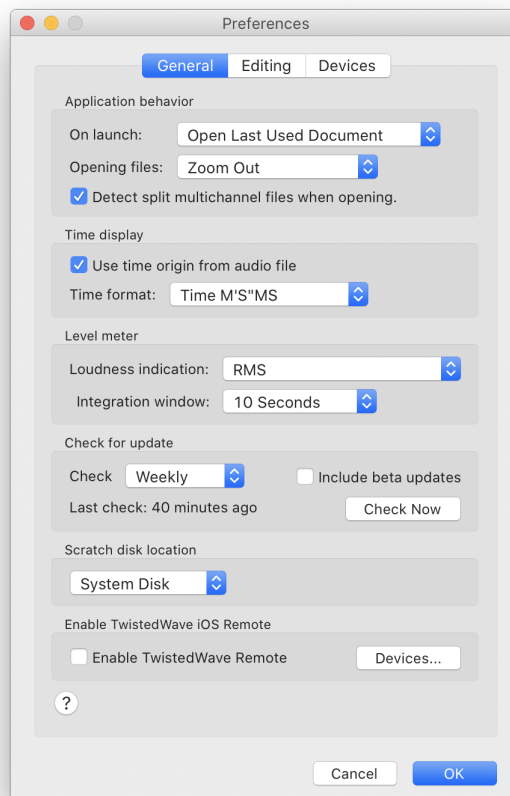 Preferences
General Editing Devices
Application behavior
On launch: Open Last Used Document
Opening files: Zoom Out
Detect split multichannel files when opening.
Time display
Use time origin from audio file
Time format: Time M'S"MS
Level meter
Loudness indication: RMS
Integration window: 10 Seconds
Check for update
Check Weekly Include beta updates
Last check: 40 minutes ago Check Now
Scratch disk location
System Disk
Enable TwistedWave iOS Remote
Enable TwistedWave Remote Devices...
?
Cancel OK